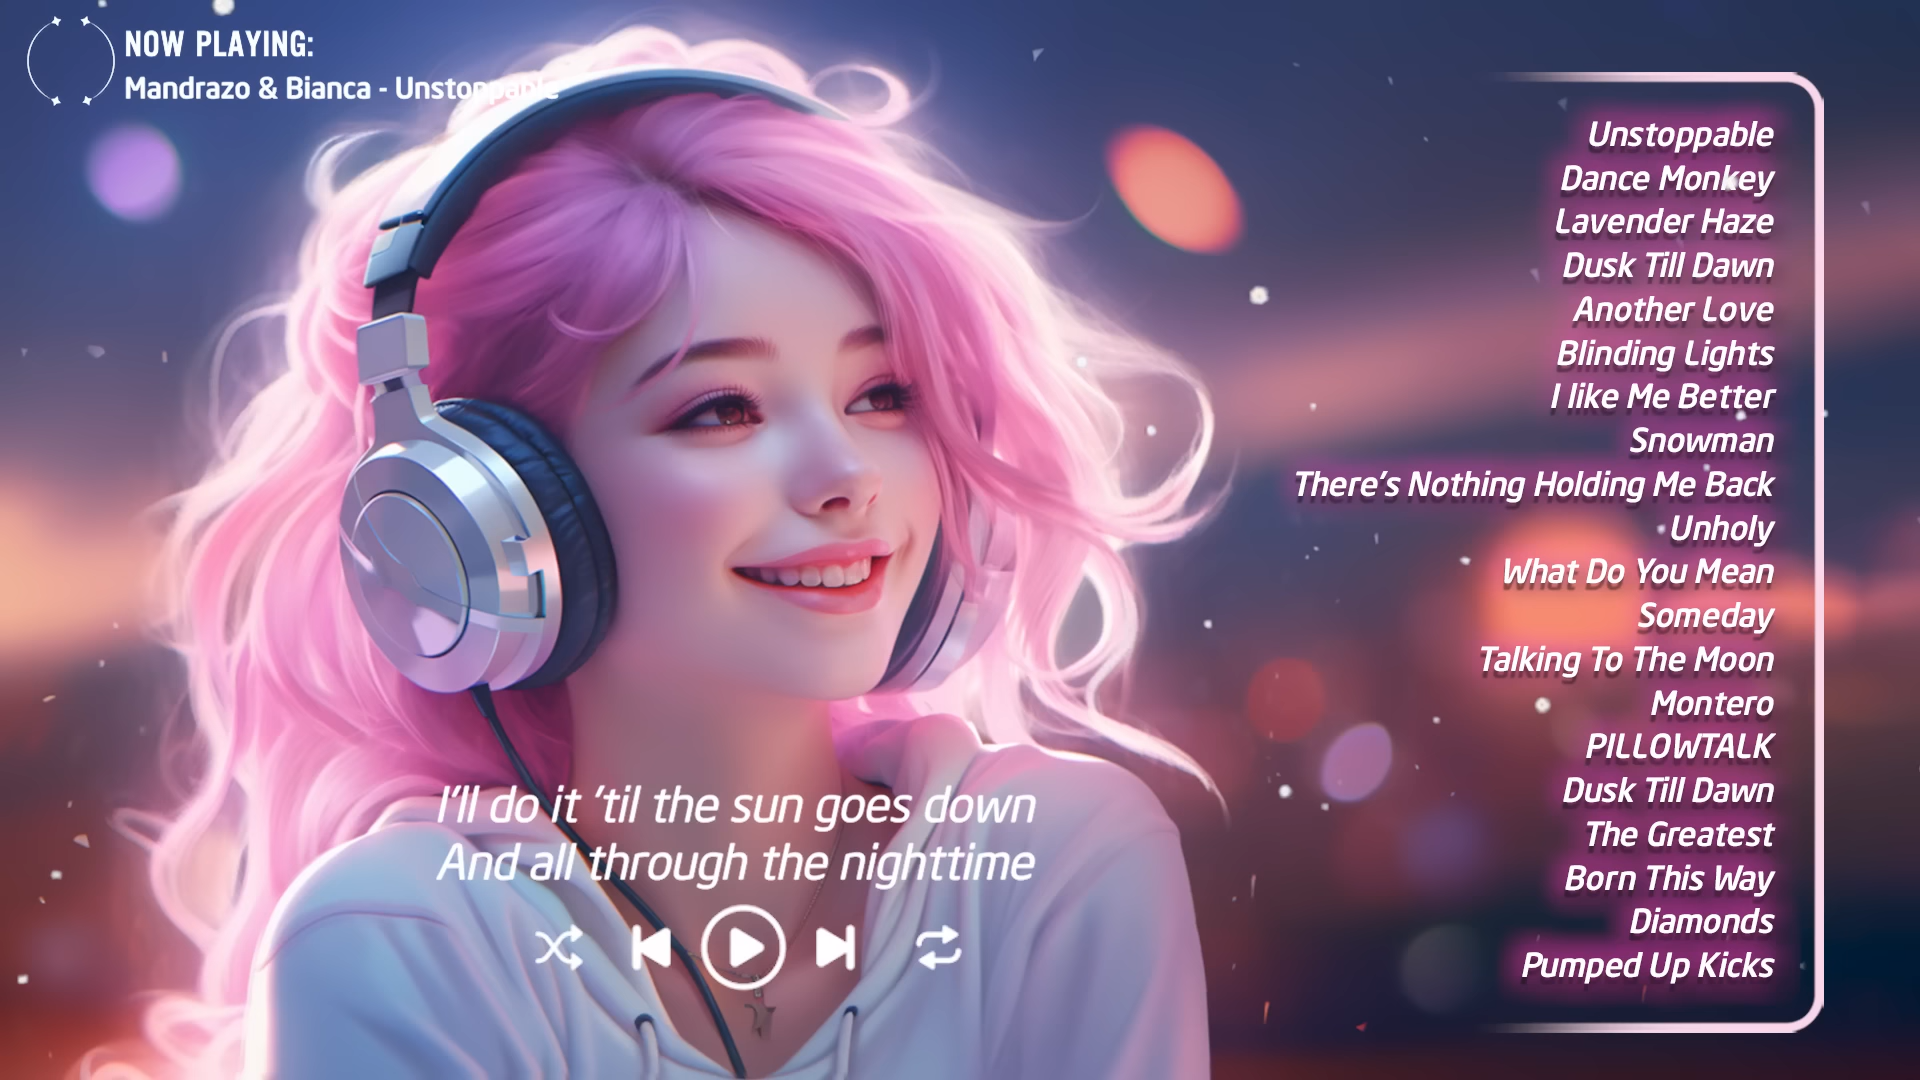 NOW PLAYING:
Mandrazo & Bianca - Unstoppable
Unstoppable
Dance Monkey
Lavender Haze
Dusk Till Dawn
Another Love
Blinding Lights
I like Me Better
Snowman
There's Nothing Holding Me Back
Unholy
What Do You Mean
Someday
Talking To The Moon
Montero
PILLOWTALK
Dusk Till Dawn
The Greatest
Born This Way
Diamonds
Pumped Up Kicks
I'll do it 'til the sun goes down
And all through the nighttime